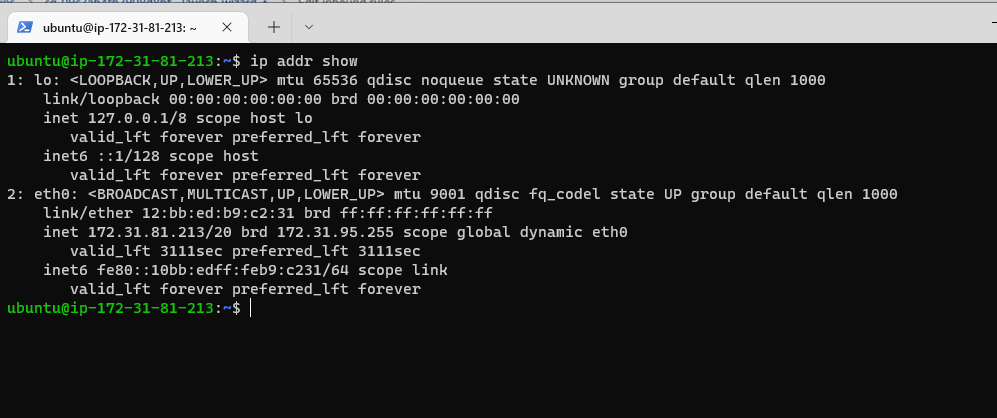 Edit inbound rules
ubuntu@ip-172-31-81-213: ~
ubuntu@ip-172-31-81-213:~$ ip addr show
1: lo: <LOOPBACK,UP,LOWER_UP> mtu 65536 qdisc noqueue state UNKNOWN group default qlen 1000
    link/loopback 00:00:00:00:00:00 brd 00:00:00:00:00:00
    inet 127.0.0.1/8 scope host lo
       valid_lft forever preferred_lft forever
    inet6 ::1/128 scope host
       valid_lft forever preferred_lft forever
2: eth0: <BROADCAST,MULTICAST,UP,LOWER_UP> mtu 9001 qdisc fq_codel state UP group default qlen 1000
    link/ether 12:bb:ed:b9:c2:31 brd ff:ff:ff:ff:ff:ff
    inet 172.31.81.213/20 brd 172.31.95.255 scope global dynamic eth0
       valid_lft 3111sec preferred_lft 3111sec
    inet6 fe80::10bb:edff:feb9:c231/64 scope link
       valid_lft forever preferred_lft forever
ubuntu@ip-172-31-81-213:~$